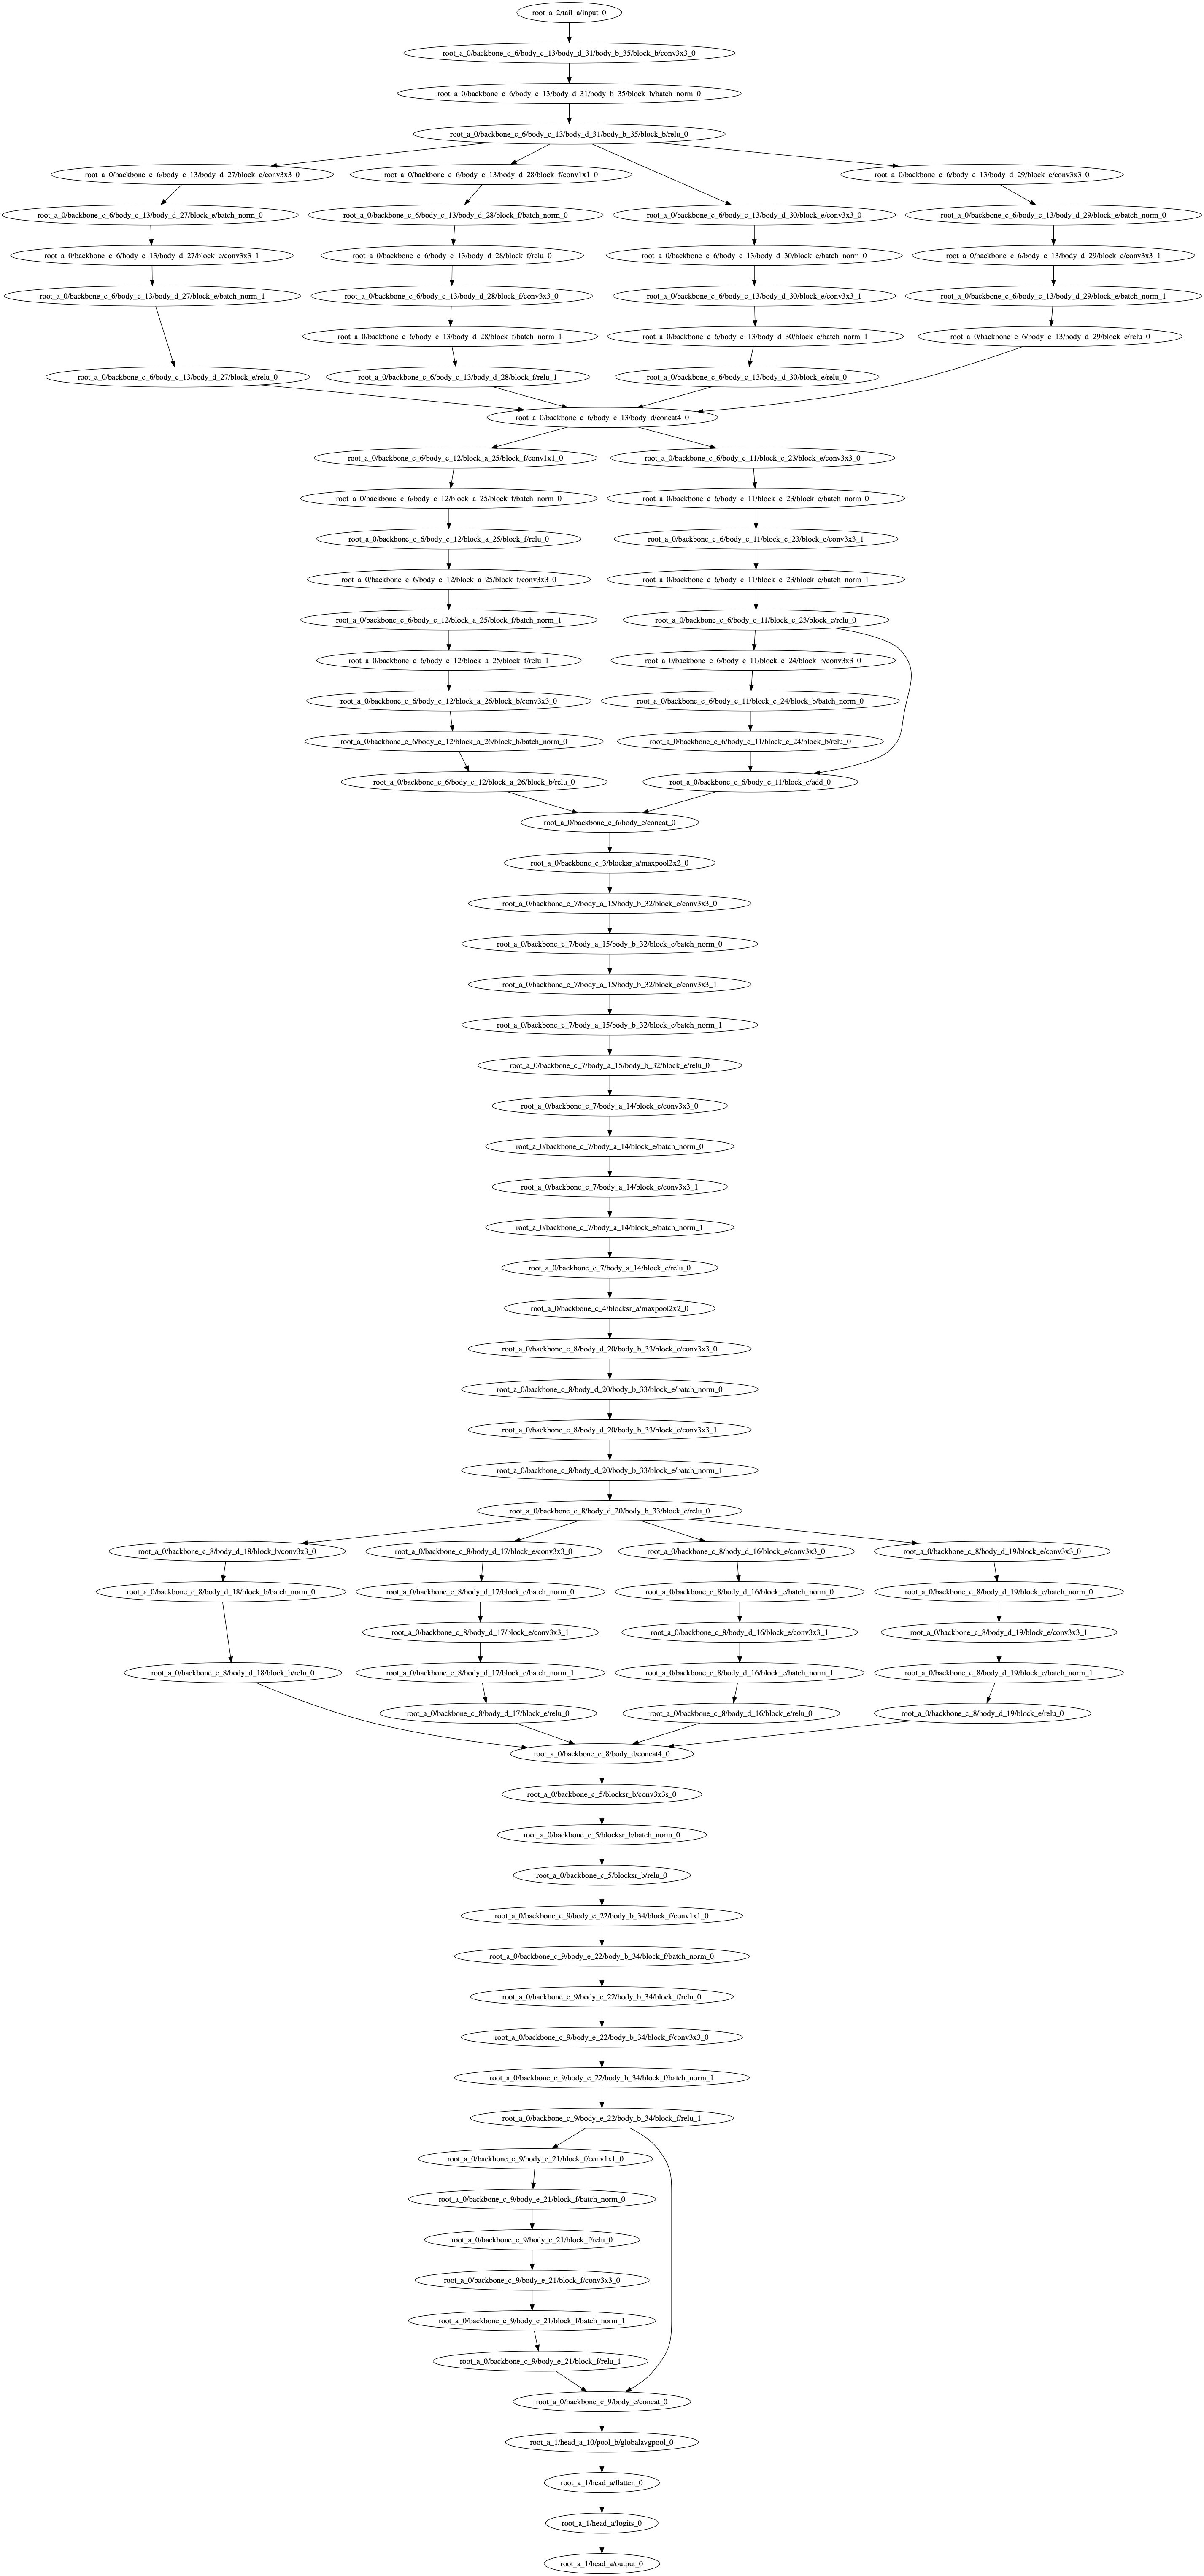 root_a_2/tail_a/input_0
root_a_0/backbone_c_6/body_c_13/body_d_31/body_b_35/block_b/conv3x3_0
root_a_0/backbone_c_6/body_c_13/body_d_31/body_b_35/block_b/batch_norm_0
root_a_0/backbone_c_6/body_c_13/body_d_31/body_b_35/block_b/relu_0
root_a_0/backbone_c_6/body_c_13/body_d_27/block_e/conv3x3_0
root_a_0/backbone_c_6/body_c_13/body_d_28/block_f/conv1x1_0
root_a_0/backbone_c_6/body_c_13/body_d_29/block_e/conv3x3_0
root_a_0/backbone_c_6/body_c_13/body_d_27/block_e/batch_norm_0
root_a_0/backbone_c_6/body_c_13/body_d_28/block_f/batch_norm_0
root_a_0/backbone_c_6/body_c_13/body_d_30/block_e/conv3x3_0
root_a_0/backbone_c_6/body_c_13/body_d_29/block_e/batch_norm_0
root_a_0/backbone_c_6/body_c_13/body_d_27/block_e/conv3x3_1
root_a_0/backbone_c_6/body_c_13/body_d_28/block_f/relu_0
root_a_0/backbone_c_6/body_c_13/body_d_30/block_e/batch_norm_0
root_a_0/backbone_c_6/body_c_13/body_d_29/block_e/conv3x3_1
root_a_0/backbone_c_6/body_c_13/body_d_27/block_e/batch_norm_1
root_a_0/backbone_c_6/body_c_13/body_d_28/block_f/conv3x3_0
root_a_0/backbone_c_6/body_c_13/body_d_30/block_e/conv3x3_1
root_a_0/backbone_c_6/body_c_13/body_d_29/block_e/batch_norm_1
root_a_0/backbone_c_6/body_c_13/body_d_28/block_f/batch_norm_1
root_a_0/backbone_c_6/body_c_13/body_d_30/block_e/batch_norm_1
root_a_0/backbone_c_6/body_c_13/body_d_29/block_e/relu_0
root_a_0/backbone_c_6/body_c_13/body_d_27/block_e/relu_0
root_a_0/backbone_c_6/body_c_13/body_d_28/block_f/relu_1
root_a_0/backbone_c_6/body_c_13/body_d_30/block_e/relu_0
root_a_0/backbone_c_6/body_c_13/body_d/concat4_0
root_a_0/backbone_c_6/body_c_12/block_a_25/block_f/conv1x1_0
root_a_0/backbone_c_6/body_c_11/block_c_23/block_e/conv3x3_0
root_a_0/backbone_c_6/body_c_12/block_a_25/block_f/batch_norm_0
root_a_0/backbone_c_6/body_c_11/block_c_23/block_e/batch_norm_0
root_a_0/backbone_c_6/body_c_12/block_a_25/block_f/relu_0
root_a_0/backbone_c_6/body_c_11/block_c_23/block_e/conv3x3_1
root_a_0/backbone_c_6/body_c_12/block_a_25/block_f/conv3x3_0
root_a_0/backbone_c_6/body_c_11/block_c_23/block_e/batch_norm_1
root_a_0/backbone_c_6/body_c_12/block_a_25/block_f/batch_norm_1
root_a_0/backbone_c_6/body_c_11/block_c_23/block_e/relu_0
root_a_0/backbone_c_6/body_c_12/block_a_25/block_f/relu_1
root_a_0/backbone_c_6/body_c_11/block_c_24/block_b/conv3x3_0
root_a_0/backbone_c_6/body_c_12/block_a_26/block_b/conv3x3_0
root_a_0/backbone_c_6/body_c_11/block_c_24/block_b/batch_norm_0
root_a_0/backbone_c_6/body_c_12/block_a_26/block_b/batch_norm_0
root_a_0/backbone_c_6/body_c_11/block_c_24/block_b/relu_0
root_a_0/backbone_c_6/body_c_12/block_a_26/block_b/relu_0
root_a_0/backbone_c_6/body_c_11/block_c/add_0
root_a_0/backbone_c_6/body_c/concat_0
root_a_0/backbone_c_3/blocksr_a/maxpool2x2_0
root_a_0/backbone_c_7/body_a_15/body_b_32/block_e/conv3x3_0
root_a_0/backbone_c_7/body_a_15/body_b_32/block_e/batch_norm_0
root_a_0/backbone_c_7/body_a_15/body_b_32/block_e/conv3x3_1
root_a_0/backbone_c_7/body_a_15/body_b_32/block_e/batch_norm_1
root_a_0/backbone_c_7/body_a_15/body_b_32/block_e/relu_0
root_a_0/backbone_c_7/body_a_14/block_e/conv3x3_0
root_a_0/backbone_c_7/body_a_14/block_e/batch_norm_0
root_a_0/backbone_c_7/body_a_14/block_e/conv3x3_1
root_a_0/backbone_c_7/body_a_14/block_e/batch_norm_1
root_a_0/backbone_c_7/body_a_14/block_e/relu_0
root_a_0/backbone_c_4/blocksr_a/maxpool2x2_0
root_a_0/backbone_c_8/body_d_20/body_b_33/block_e/conv3x3_0
root_a_0/backbone_c_8/body_d_20/body_b_33/block_e/batch_norm_0
root_a_0/backbone_c_8/body_d_20/body_b_33/block_e/conv3x3_1
root_a_0/backbone_c_8/body_d_20/body_b_33/block_e/batch_norm_1
root_a_0/backbone_c_8/body_d_20/body_b_33/block_e/relu_0
root_a_0/backbone_c_8/body_d_18/block_b/conv3x3_0
root_a_0/backbone_c_8/body_d_17/block_e/conv3x3_0
root_a_0/backbone_c_8/body_d_16/block_e/conv3x3_0
root_a_0/backbone_c_8/body_d_19/block_e/conv3x3_0
root_a_0/backbone_c_8/body_d_18/block_b/batch_norm_0
root_a_0/backbone_c_8/body_d_17/block_e/batch_norm_0
root_a_0/backbone_c_8/body_d_16/block_e/batch_norm_0
root_a_0/backbone_c_8/body_d_19/block_e/batch_norm_0
root_a_0/backbone_c_8/body_d_17/block_e/conv3x3_1
root_a_0/backbone_c_8/body_d_16/block_e/conv3x3_1
root_a_0/backbone_c_8/body_d_19/block_e/conv3x3_1
root_a_0/backbone_c_8/body_d_18/block_b/relu_0
root_a_0/backbone_c_8/body_d_17/block_e/batch_norm_1
root_a_0/backbone_c_8/body_d_16/block_e/batch_norm_1
root_a_0/backbone_c_8/body_d_19/block_e/batch_norm_1
root_a_0/backbone_c_8/body_d_17/block_e/relu_0
root_a_0/backbone_c_8/body_d_16/block_e/relu_0
root_a_0/backbone_c_8/body_d_19/block_e/relu_0
root_a_0/backbone_c_8/body_d/concat4_0
root_a_0/backbone_c_5/blocksr_b/conv3x3s_0
root_a_0/backbone_c_5/blocksr_b/batch_norm_0
root_a_0/backbone_c_5/blocksr_b/relu_0
root_a_0/backbone_c_9/body_e_22/body_b_34/block_f/conv1x1_0
root_a_0/backbone_c_9/body_e_22/body_b_34/block_f/batch_norm_0
root_a_0/backbone_c_9/body_e_22/body_b_34/block_f/relu_0
root_a_0/backbone_c_9/body_e_22/body_b_34/block_f/conv3x3_0
root_a_0/backbone_c_9/body_e_22/body_b_34/block_f/batch_norm_1
root_a_0/backbone_c_9/body_e_22/body_b_34/block_f/relu_1
root_a_0/backbone_c_9/body_e_21/block_f/conv1x1_0
root_a_0/backbone_c_9/body_e_21/block_f/batch_norm_0
root_a_0/backbone_c_9/body_e_21/block_f/relu_0
root_a_0/backbone_c_9/body_e_21/block_f/conv3x3_0
root_a_0/backbone_c_9/body_e_21/block_f/batch_norm_1
root_a_0/backbone_c_9/body_e_21/block_f/relu_1
root_a_0/backbone_c_9/body_e/concat_0
root_a_1/head_a_10/pool_b/globalavgpool_0
root_a_1/head_a/flatten_0
root_a_1/head_a/logits_0
root_a_1/head_a/output_0